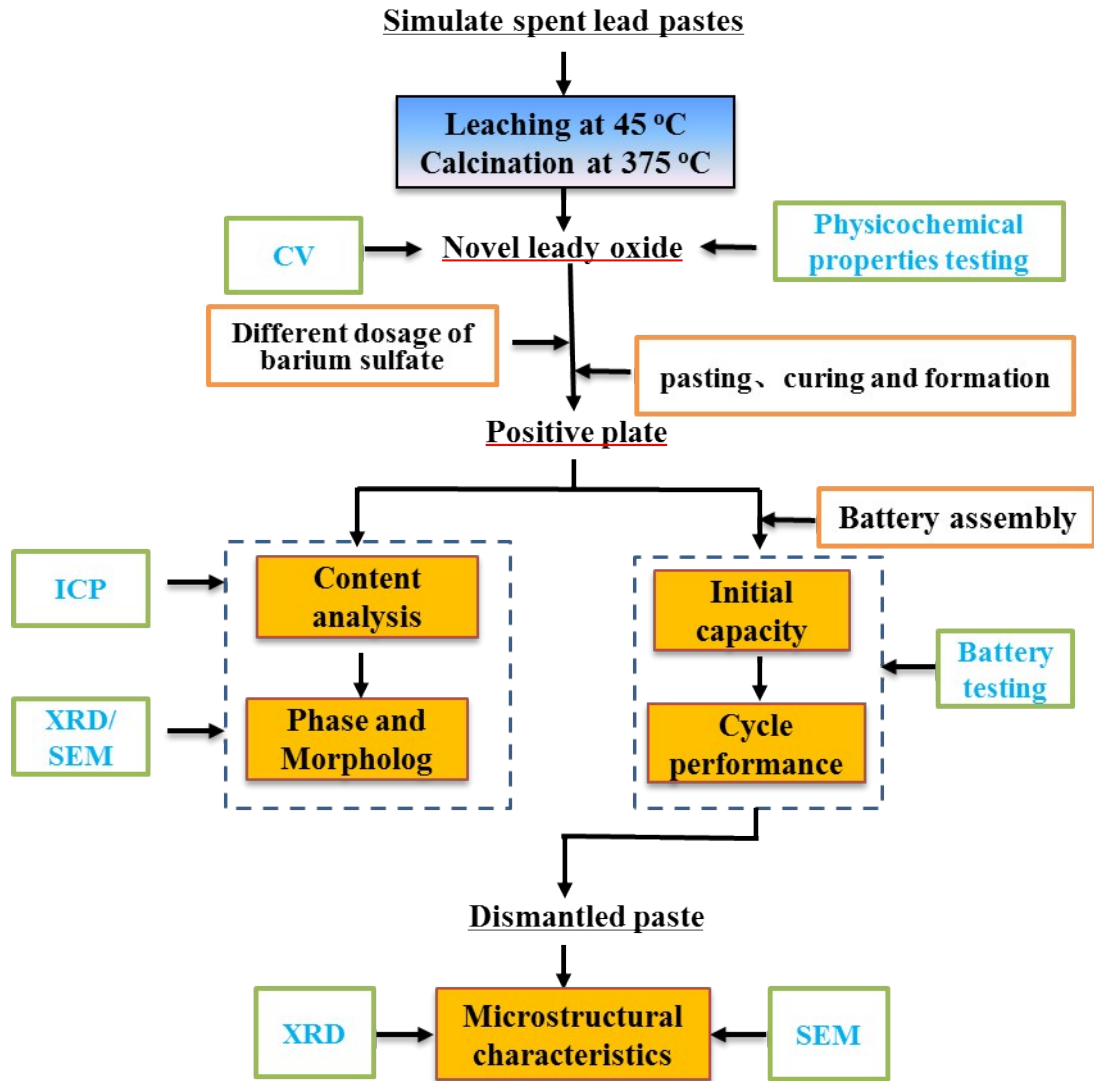 Simulate spent lead pastes
Leaching at 45 ºC
Calcination at 375 ºC
CV
Novel leady oxide
Physicochemical
properties testing
Different dosage of
barium sulfate
pasting、curing and formation
Positive plate
Battery assembly
ICP
Content
analysis
Initial
capacity
Battery
testing
XRD/
SEM
Phase and
Morpholog
Cycle
performance
Dismantled paste
XRD
Microstructural
characteristics
SEM